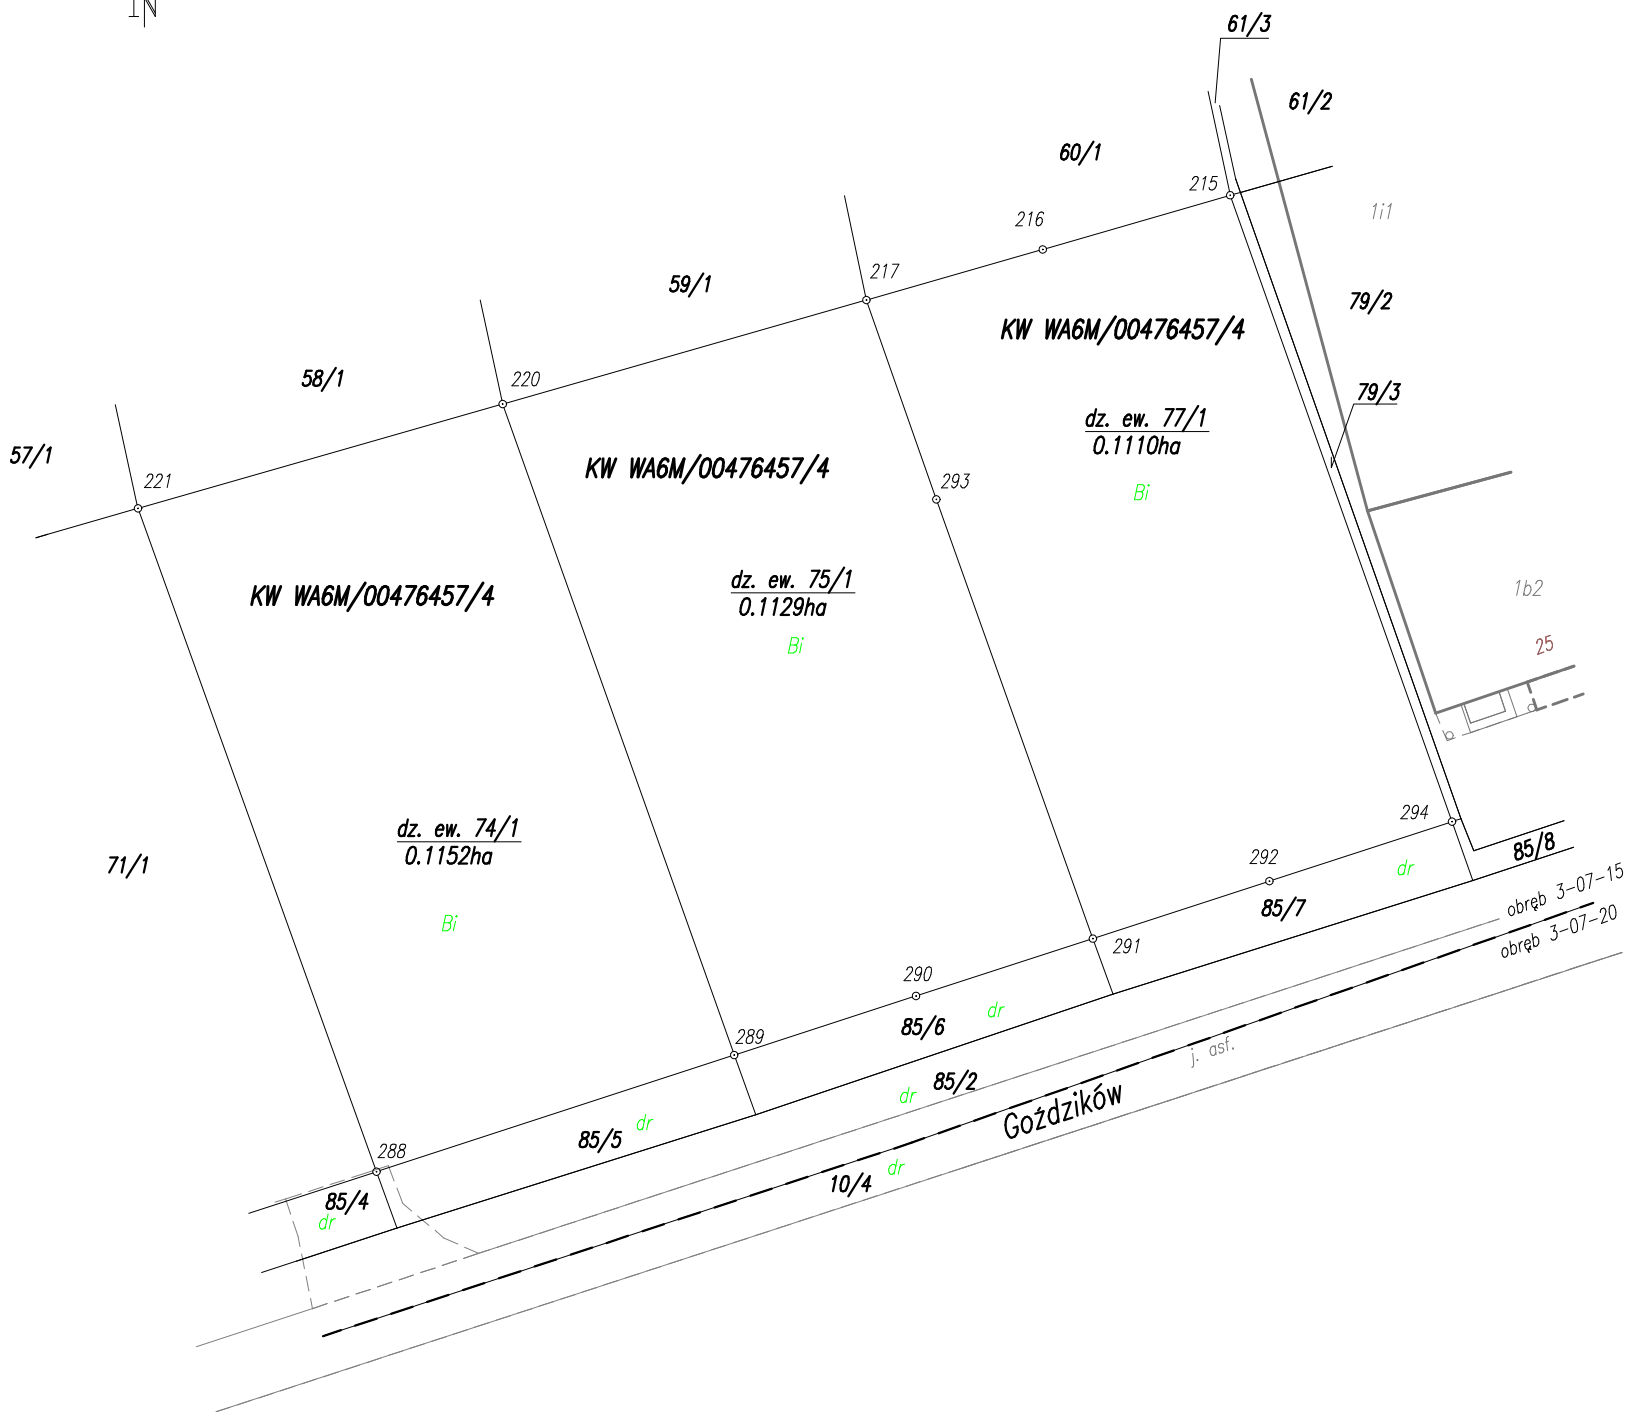 N
61/3
61/2
60/1
215
1i1
216
217
59/1
79/2
KW WA6M/00476457/4
58/1
220
79/3
dz. ew. 77/1
0.1110ha
57/1
KW WA6M/00476457/4
221
293
Bi
dz. ew. 75/1
0.1129ha
KW WA6M/00476457/4
1b2
Bi
25
294
dz. ew. 74/1
0.1152ha
85/8
71/1
292
dr
obręb 3-07-15
85/7
Bi
obręb 3-07-20
291
290
dr
85/6
289
j. asf.
85/2
dr
Goździków
dr
85/5
288
dr
10/4
85/4
dr